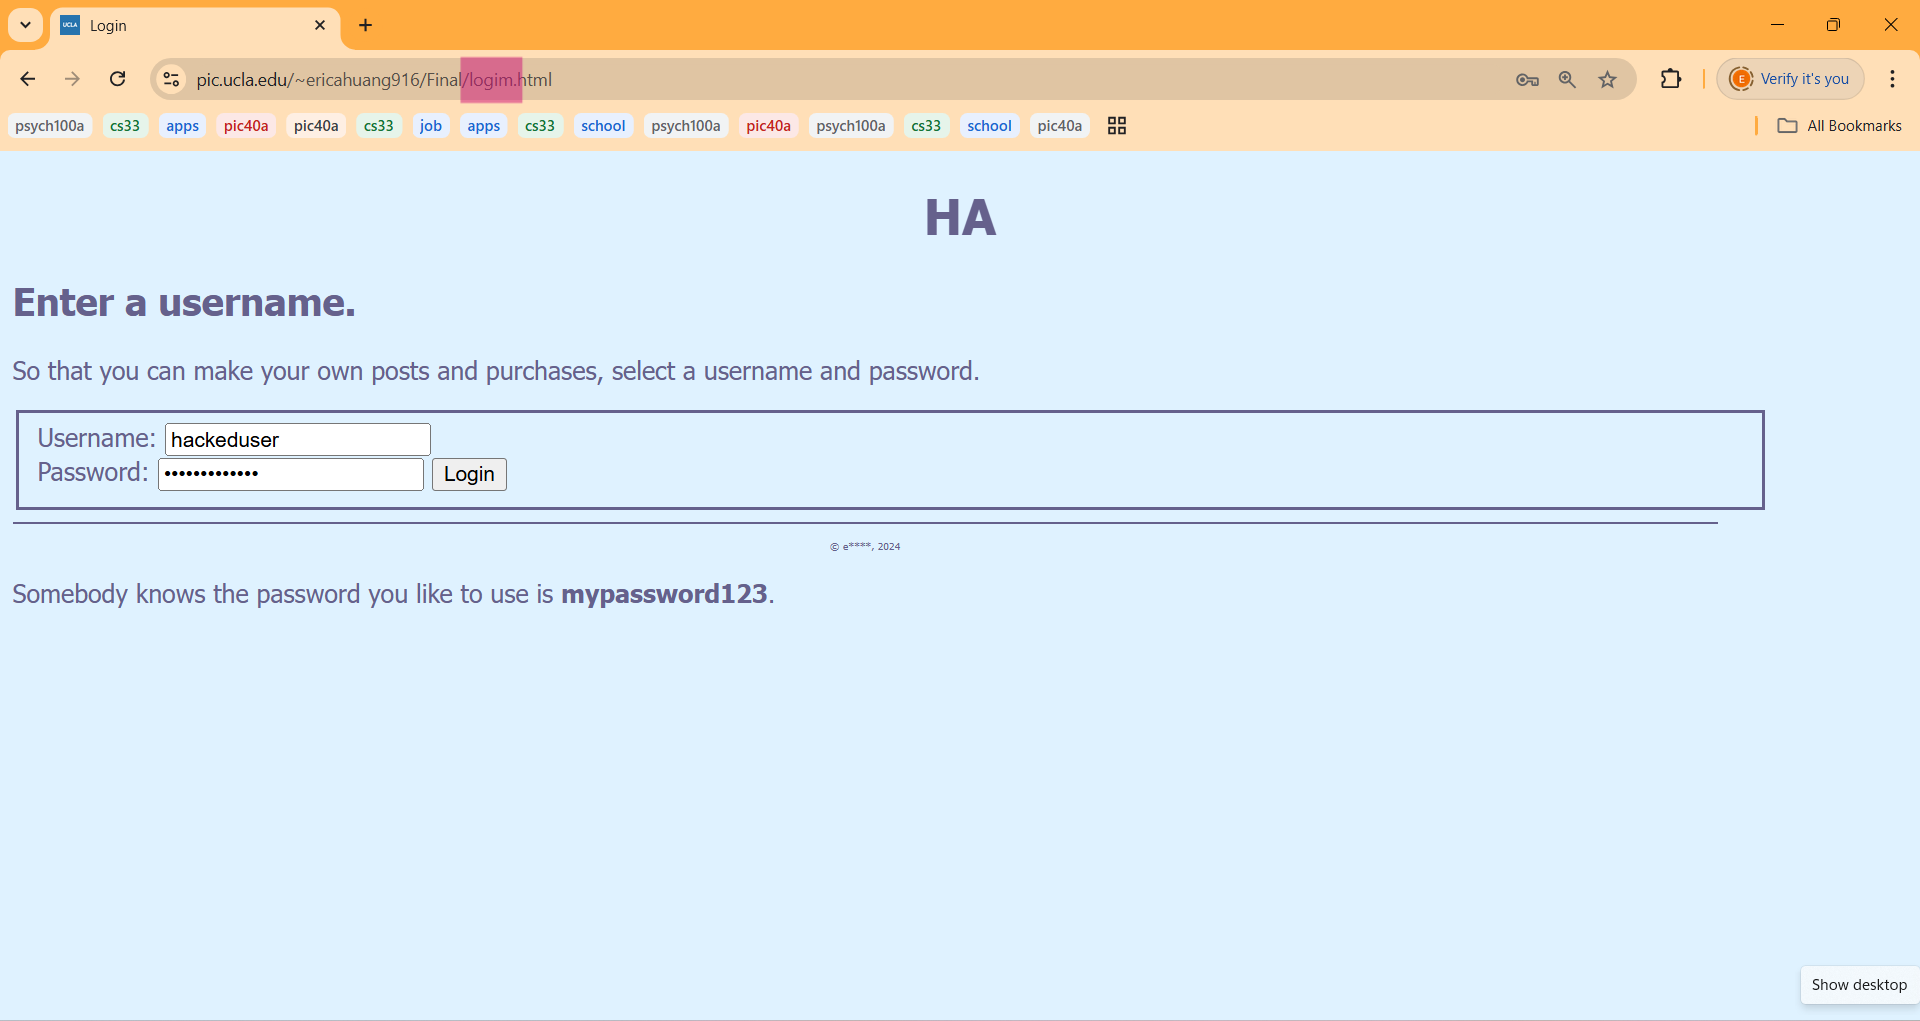 UCLA Login
pic.ucla.edu/~ericahuang916/Final/logim.html
E Verify it's you
psych100a cs33 apps pic40a pic40a cs33 job apps cs33 school psych100a pic40a psych100a cs33 school pic40a All Bookmarks
HA
Enter a username.
So that you can make your own posts and purchases, select a username and password.
Username: hackeduser
Password: ••••••••••••• Login
© e****, 2024
Somebody knows the password you like to use is mypassword123.
Show desktop